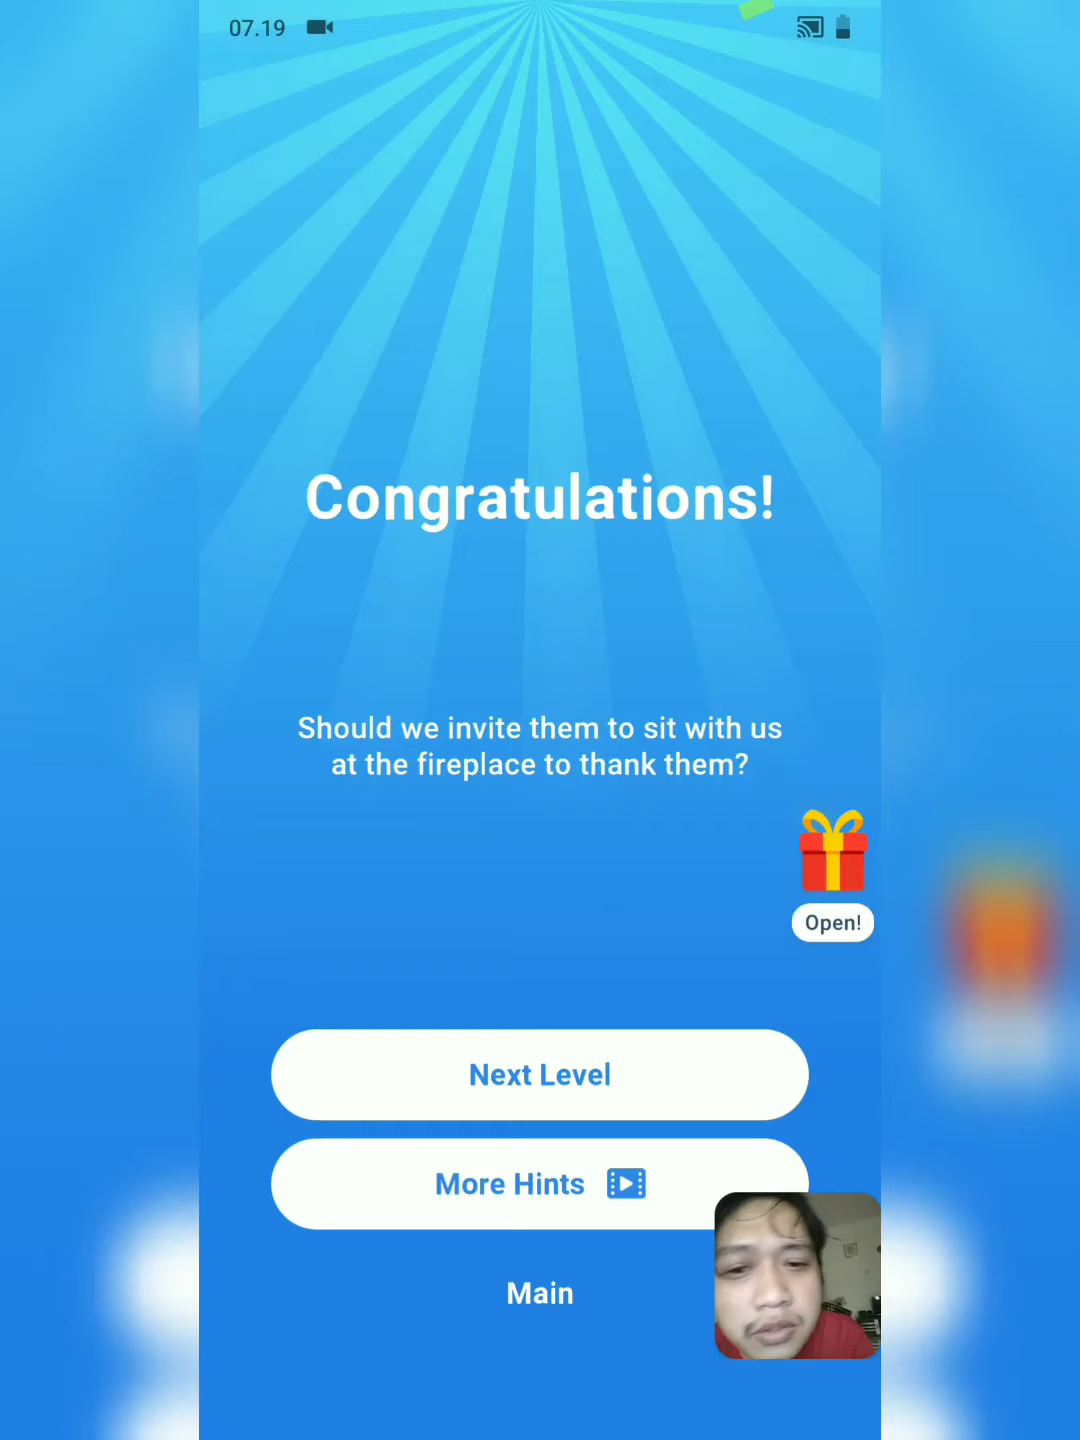 07.19
Congratulations!
Should we invite them to sit with us
at the fireplace to thank them?
Open!
Next Level
More Hints
Main